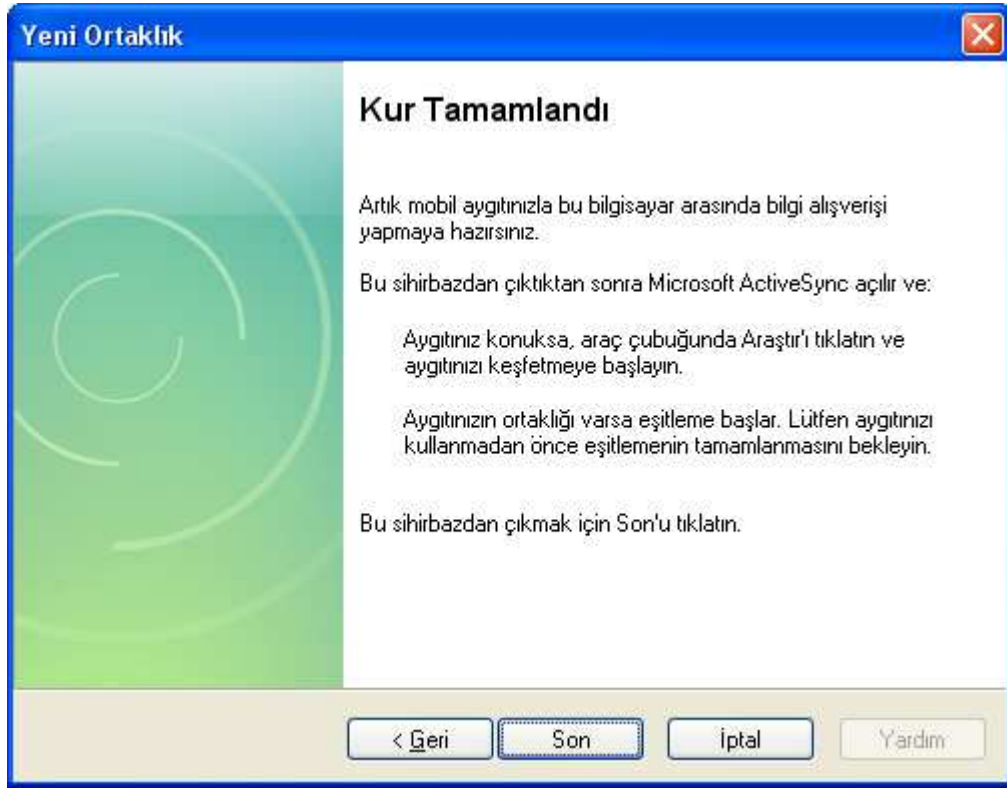 Yeni Ortaklık
Kur Tamamlandı
Artık mobil aygıtınızla bu bilgisayar arasında bilgi alışverişi
yapmaya hazırsınız.
Bu sihirbazdan çıktıktan sonra Microsoft ActiveSync açılır ve:
Aygıtınız konuksa, araç çubuğunda Araştır'ı tıklatın ve
aygıtınızı keşfetmeye başlayın.
Aygıtınızın ortaklığı varsa eşitleme başlar. Lütfen aygıtınızı
kullanmadan önce eşitlemenin tamamlanmasını bekleyin.
Bu sihirbazdan çıkmak için Son'u tıklatın.
< Geri Son İptal Yardım